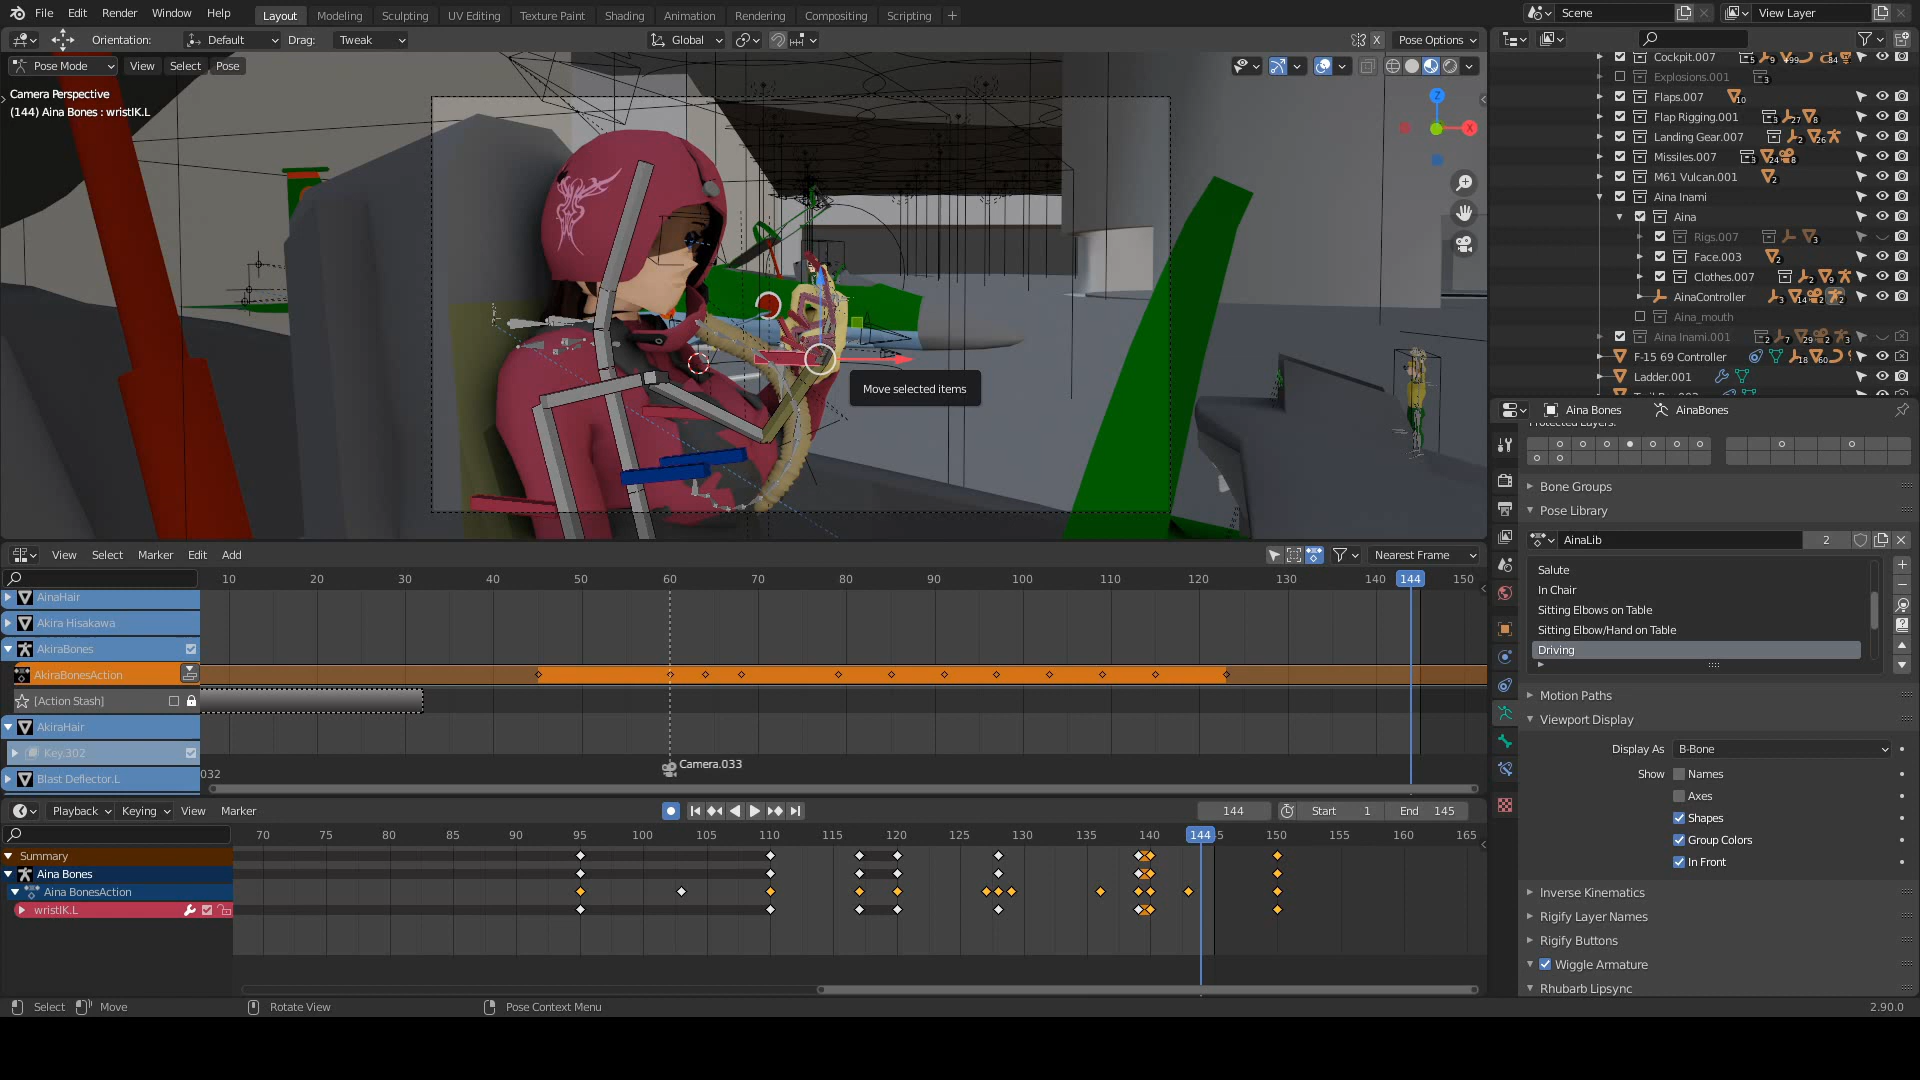 File Edit Render Window Help
Layout Modeling Sculpting UV Editing Texture Paint Shading Animation Rendering Compositing Scripting +
Scene
View Layer
Orientation: Default Drag: Tweak
Global
X Pose Options
Pose Mode View Select Pose
Camera Perspective
(144) Aina Bones : wristIK.L
Z
X
Move selected items
Cockpit.007
Explosions.001
Flaps.007
Flap Rigging.001
Landing Gear.007
Missiles.007
M61 Vulcan.001
Aina Inami
Aina
Rigs.007
Face.003
Clothes.007
AinaController
Aina_mouth
Aina Inami.001
F-15 69 Controller
Ladder.001
Aina Bones AinaBones
Protected Layers:
Bone Groups
Pose Library
AinaLib 2
Salute
In Chair
Sitting Elbows on Table
Sitting Elbow/Hand on Table
Driving
Motion Paths
Viewport Display
Display As B-Bone
Show Names
Axes
Shapes
Group Colors
In Front
Inverse Kinematics
Rigify Layer Names
Rigify Buttons
Wiggle Armature
Rhubarb Lipsync
View Select Marker Edit Add
Nearest Frame
10 20 30 40 50 60 70 80 90 100 110 120 130 140 144 150
AinaHair
Akira Hisakawa
AkiraBones
AkiraBonesAction
[Action Stash]
AkiraHair
Key.302
Blast Deflector.L
032
Camera.033
Playback Keying View Marker
144 Start 1 End 145
70 75 80 85 90 95 100 105 110 115 120 125 130 135 140 144 5 150 155 160 165
Summary
Aina Bones
Aina BonesAction
wristIK.L
Select Move Rotate View Pose Context Menu
2.90.0